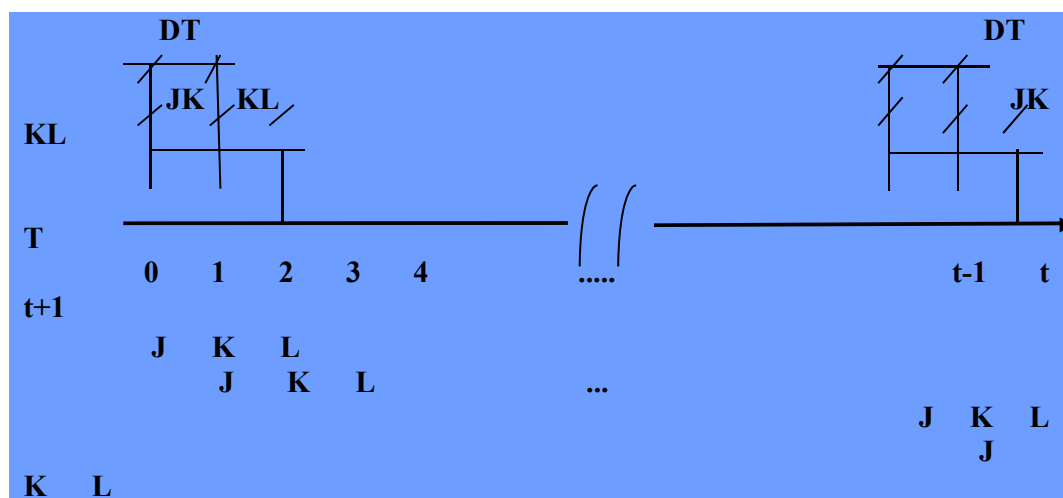 DT DT
JK KL JK
KL
T
0 1 2 3 4 ..... t-1 t
t+1
J K L
J K L ...
J K L
J
K L